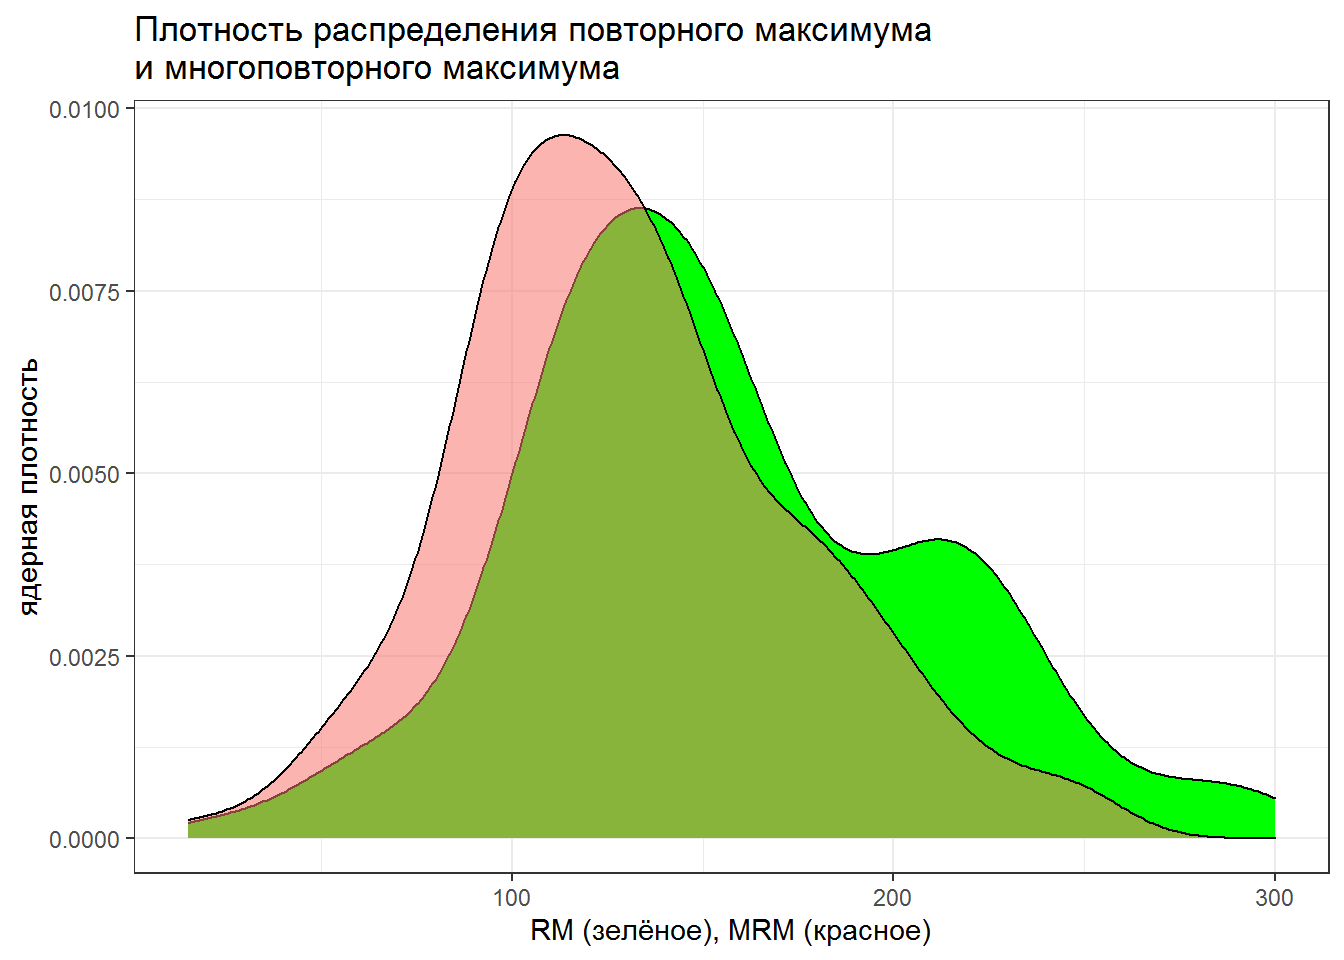 Плотность распределения повторного максимума
и многоповторного максимума
0.0100
0.0075
0.0050
0.0025
0.0000
ядерная плотность
100
200
300
RM (зелёное), MRM (красное)